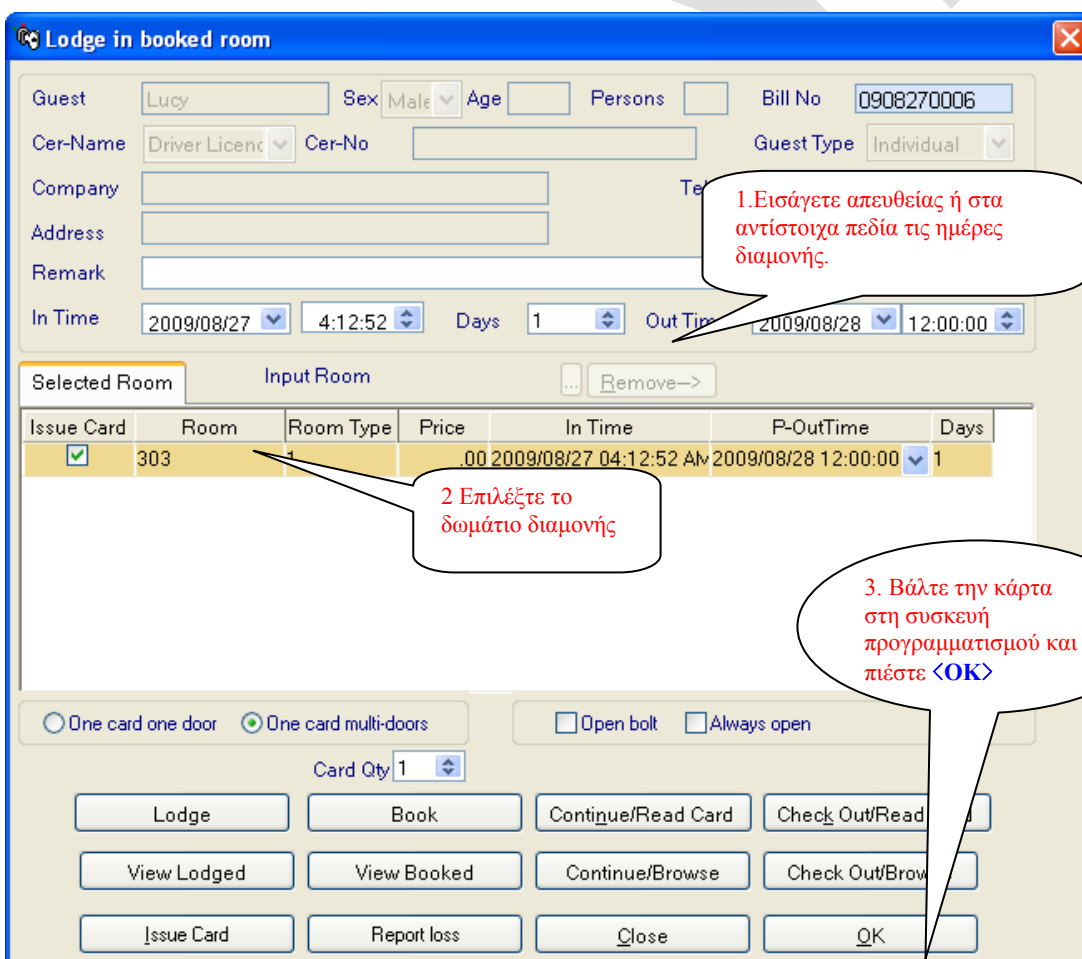 Lodge in booked room
Guest Lucy Sex Male Age Persons Bill No 0908270006
Cer-Name Driver Licenc Cer-No Guest Type Individual
Company Te
1.Εισάγετε απευθείας ή στα
αντίστοιχα πεδία τις ημέρες
διαμονής.
Address
Remark
In Time 2009/08/27 4:12:52 Days 1 Out Tim 2009/08/28 12:00:00
Selected Room Input Room ... Remove-->
Issue Card Room Room Type Price In Time P-OutTime Days
303 1 .00 2009/08/27 04:12:52 AM 2009/08/28 12:00:00 1
2 Επιλέξτε το
δωμάτιο διαμονής
3. Βάλτε την κάρτα
στη συσκευή
προγραμματισμού και
πιέστε <OK>
One card one door One card multi-doors Open bolt Always open
Card Qty 1
Lodge Book Continue/Read Card Check Out/Read
View Lodged View Booked Continue/Browse Check Out/Brow
Issue Card Report loss Close OK